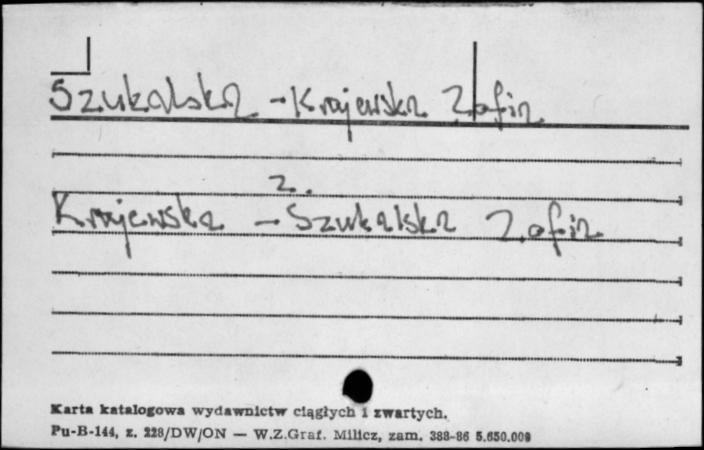 Szukalska - Krajewska Zofia
z.
Krajewska - Szukalska Zofia
Karta katalogowa wydawnictw ciągłych i zwartych.
Pu-B-144, z. 228/DW/ON — W.Z.Graf. Milicz, zam. 388-86 5.650.000